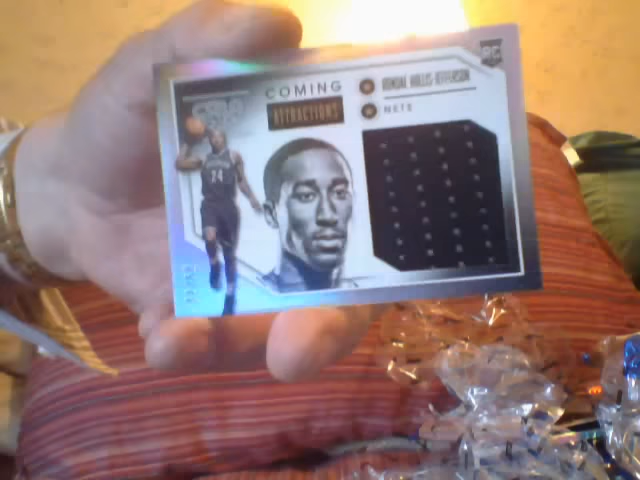 COMING
ATTRACTIONS
RONDAE HOLLIS-JEFFERSON
NETS
RC
24